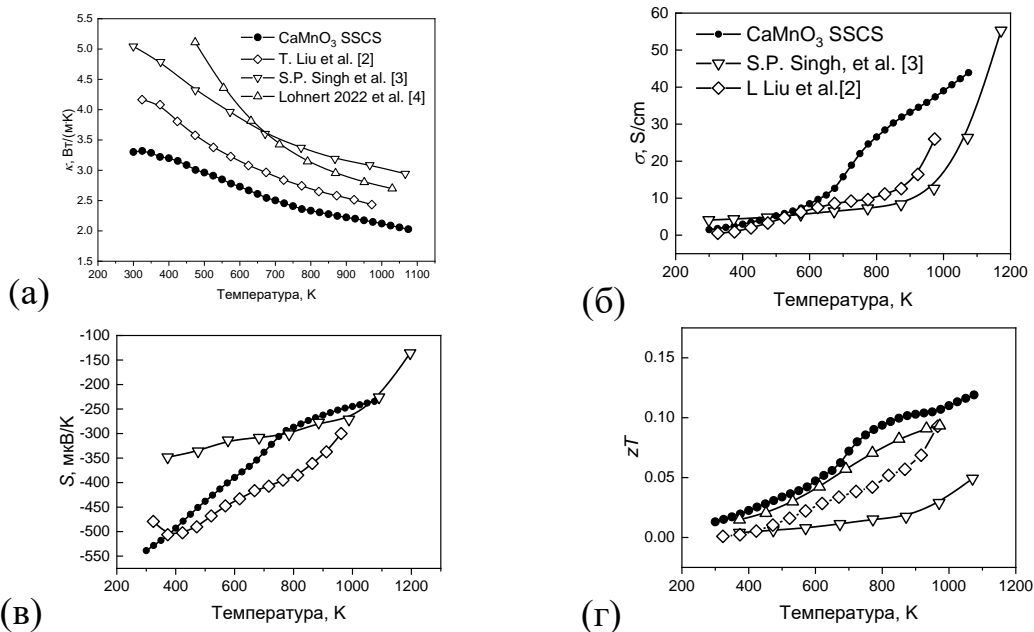 5.5
5.0
4.5
4.0
3.5
3.0
2.5
2.0
1.5
κ, Вт/(м·К)
CaMnO₃ SSCS
T. Liu et al. [2]
S.P. Singh et al. [3]
Lohnert 2022 et al. [4]
200 300 400 500 600 700 800 900 1000 1100
Температура, K
(а)
60
50
40
30
20
10
0
σ, S/cm
CaMnO₃ SSCS
S.P. Singh, et al. [3]
L Liu et al.[2]
200 400 600 800 1000 1200
Температура, K
(б)
-100
-150
-200
-250
-300
-350
-400
-450
-500
-550
S, мкВ/K
400 600 800 1000 1200
Температура, K
(в)
0.15
0.10
0.05
0.00
zT
200 400 600 800 1000 1200
Температура, K
(г)